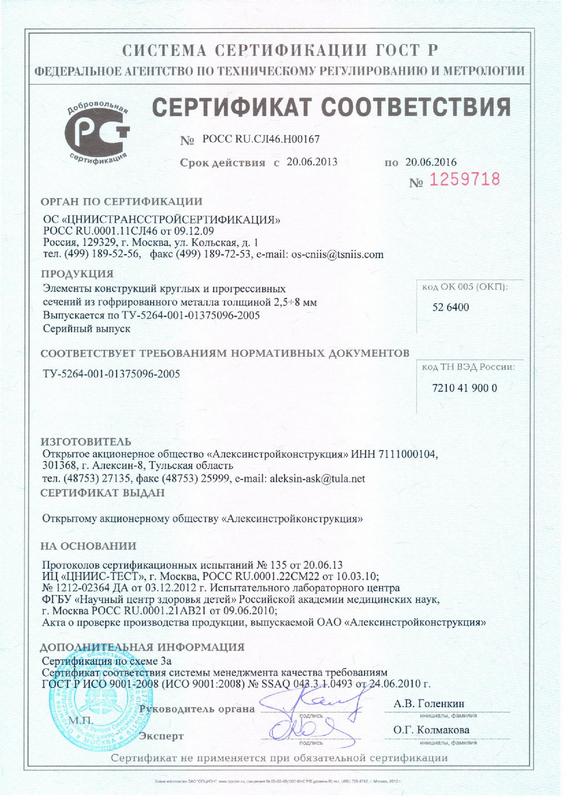 СИСТЕМА СЕРТИФИКАЦИИ ГОСТ Р
ФЕДЕРАЛЬНОЕ АГЕНТСТВО ПО ТЕХНИЧЕСКОМУ РЕГУЛИРОВАНИЮ И МЕТРОЛОГИИ
Добровольная
сертификация
СЕРТИФИКАТ СООТВЕТСТВИЯ
№ РОСС RU.СЛ46.Н00167
Срок действия с 20.06.2013 по 20.06.2016
№ 1259718
ОРГАН ПО СЕРТИФИКАЦИИ
ОС «ЦНИИСТРАНССТРОЙСЕРТИФИКАЦИЯ»
РОСС RU.0001.11СЛ46 от 09.12.09
Россия, 129329, г. Москва, ул. Кольская, д. 1
тел. (499) 189-52-56, факс (499) 189-72-53, e-mail: os-cniis@tsniis.com
ПРОДУКЦИЯ
Элементы конструкций круглых и прогрессивных
сечений из гофрированного металла толщиной 2,5÷8 мм
Выпускается по ТУ-5264-001-01375096-2005
Серийный выпуск
код ОК 005 (ОКП):
52 6400
СООТВЕТСТВУЕТ ТРЕБОВАНИЯМ НОРМАТИВНЫХ ДОКУМЕНТОВ
ТУ-5264-001-01375096-2005
код ТН ВЭД России:
7210 41 900 0
ИЗГОТОВИТЕЛЬ
Открытое акционерное общество «Алексинстройконструкция» ИНН 7111000104,
301368, г. Алексин-8, Тульская область
тел. (48753) 27135, факс (48753) 25999, e-mail: aleksin-ask@tula.net
СЕРТИФИКАТ ВЫДАН
Открытому акционерному обществу «Алексинстройконструкция»
НА ОСНОВАНИИ
Протоколов сертификационных испытаний № 135 от 20.06.13
ИЦ «ЦНИИС-ТЕСТ», г. Москва, РОСС RU.0001.22СМ22 от 10.03.10;
№ 1212-02364 ДА от 03.12.2012 г. Испытательного лабораторного центра
ФГБУ «Научный центр здоровья детей» Российской академии медицинских наук,
г. Москва РОСС RU.0001.21АВ21 от 09.06.2010;
Акта о проверке производства продукции, выпускаемой ОАО «Алексинстройконструкция»
ДОПОЛНИТЕЛЬНАЯ ИНФОРМАЦИЯ
Сертификация по схеме 3а
Сертификат соответствия системы менеджмента качества требованиям
ГОСТ Р ИСО 9001-2008 (ИСО 9001:2008) № SSAQ 043.3.1.0493 от 24.06.2010 г.
Руководитель органа
подпись
А.В. Голенкин
инициалы, фамилия
М.П.
Эксперт
подпись
О.Г. Колмакова
инициалы, фамилия
Сертификат не применяется при обязательной сертификации